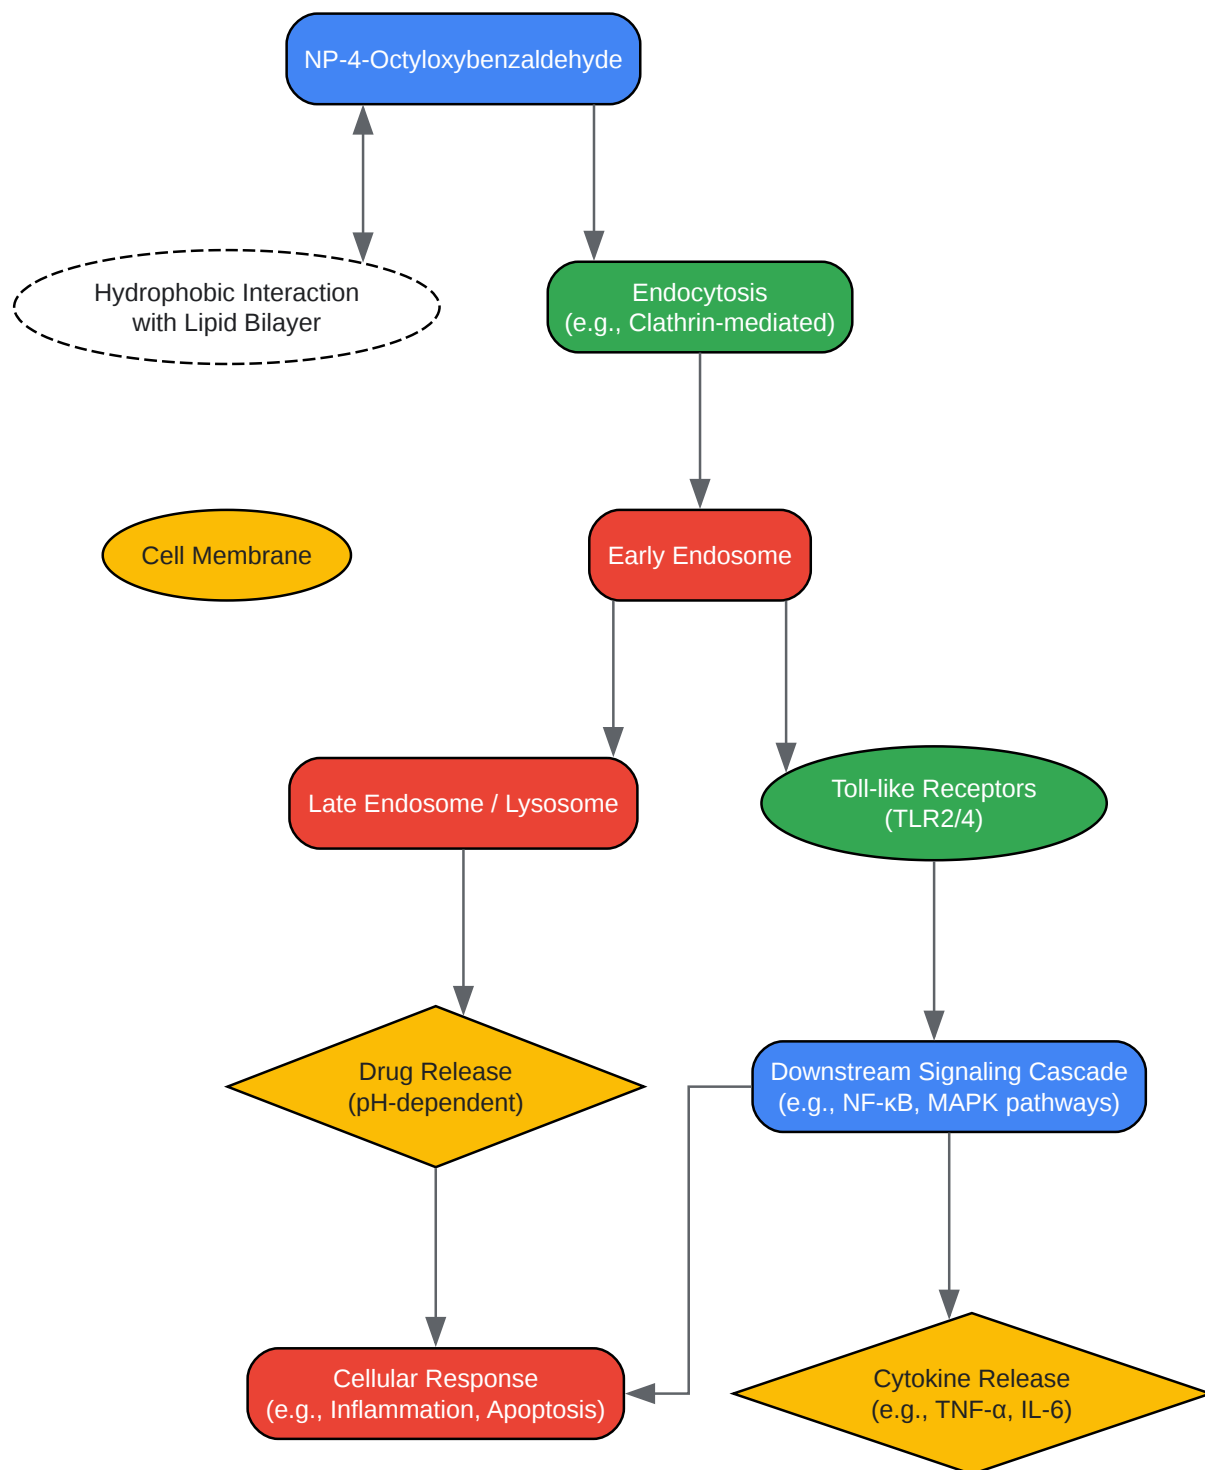 NP-4-Octyloxybenzaldehyde
Hydrophobic Interaction
with Lipid Bilayer
Endocytosis
(e.g., Clathrin-mediated)
Cell Membrane
Early Endosome
Late Endosome / Lysosome
Toll-like Receptors
(TLR2/4)
Drug Release
(pH-dependent)
Downstream Signaling Cascade
(e.g., NF-κB, MAPK pathways)
Cellular Response
(e.g., Inflammation, Apoptosis)
Cytokine Release
(e.g., TNF-α, IL-6)